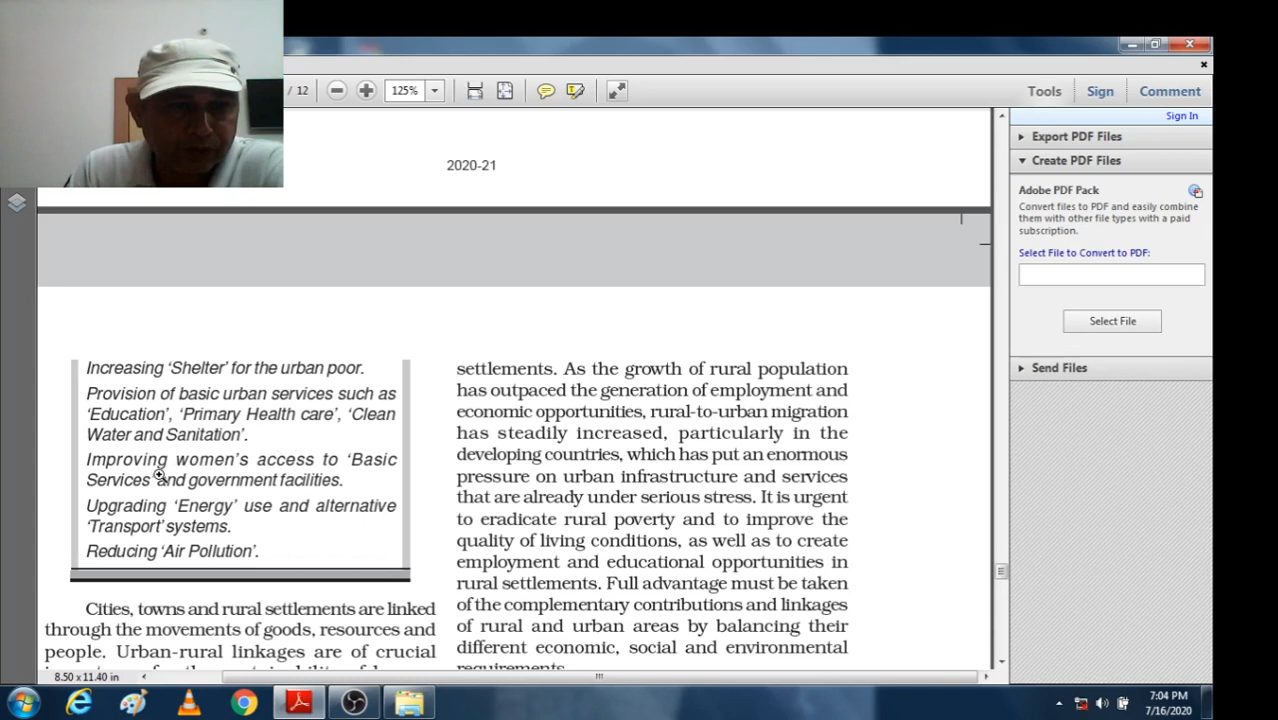 / 12
125%
Tools
Sign
Comment
Sign In
Export PDF Files
Create PDF Files
Adobe PDF Pack
Convert files to PDF and easily combine
them with other file types with a paid
subscription.
Select File to Convert to PDF:
Select File
Send Files
2020-21
Increasing ‘Shelter’ for the urban poor.
Provision of basic urban services such as
‘Education’, ‘Primary Health care’, ‘Clean
Water and Sanitation’.
Improving women’s access to ‘Basic
Services’ and government facilities.
Upgrading ‘Energy’ use and alternative
‘Transport’ systems.
Reducing ‘Air Pollution’.
Cities, towns and rural settlements are linked
through the movements of goods, resources and
people. Urban-rural linkages are of crucial
settlements. As the growth of rural population
has outpaced the generation of employment and
economic opportunities, rural-to-urban migration
has steadily increased, particularly in the
developing countries, which has put an enormous
pressure on urban infrastructure and services
that are already under serious stress. It is urgent
to eradicate rural poverty and to improve the
quality of living conditions, as well as to create
employment and educational opportunities in
rural settlements. Full advantage must be taken
of the complementary contributions and linkages
of rural and urban areas by balancing their
different economic, social and environmental
requirements.
8.50 x 11.40 in
7:04 PM
7/16/2020